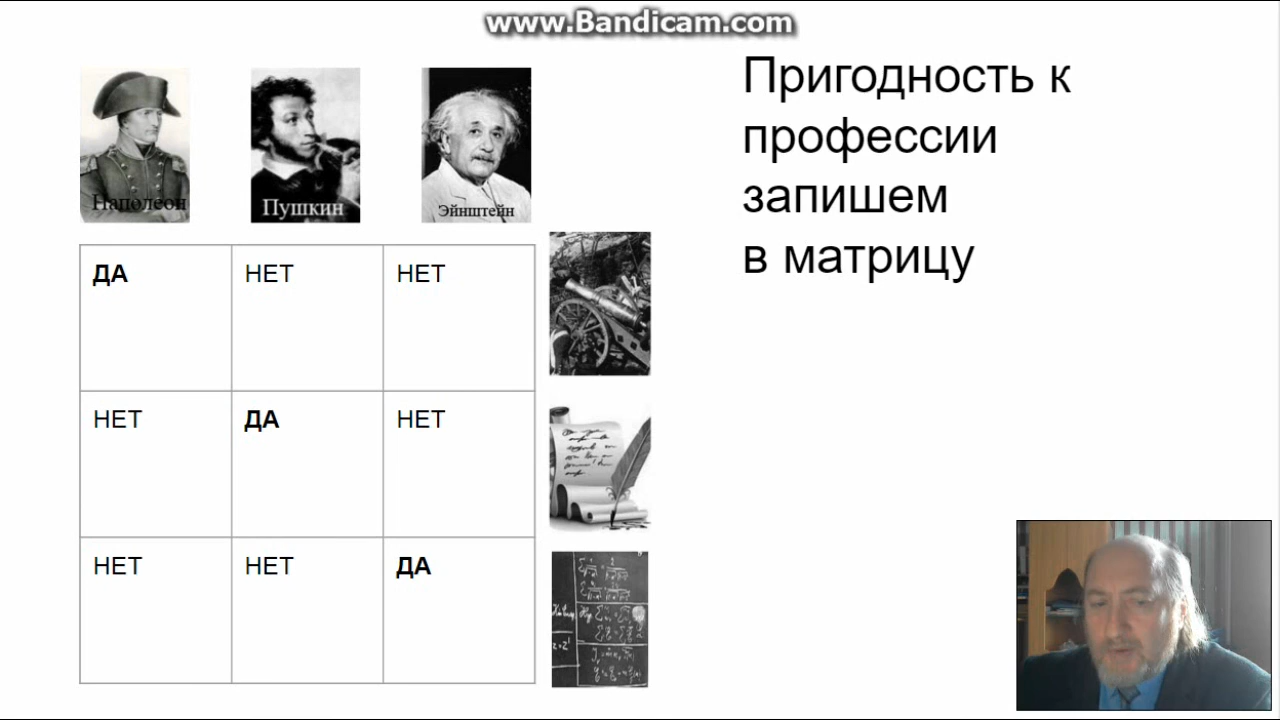 www.Bandicam.com
Пригодность к
профессии
запишем
в матрицу
Наполеон
Пушкин
Эйнштейн
ДА НЕТ НЕТ
НЕТ ДА НЕТ
НЕТ НЕТ ДА